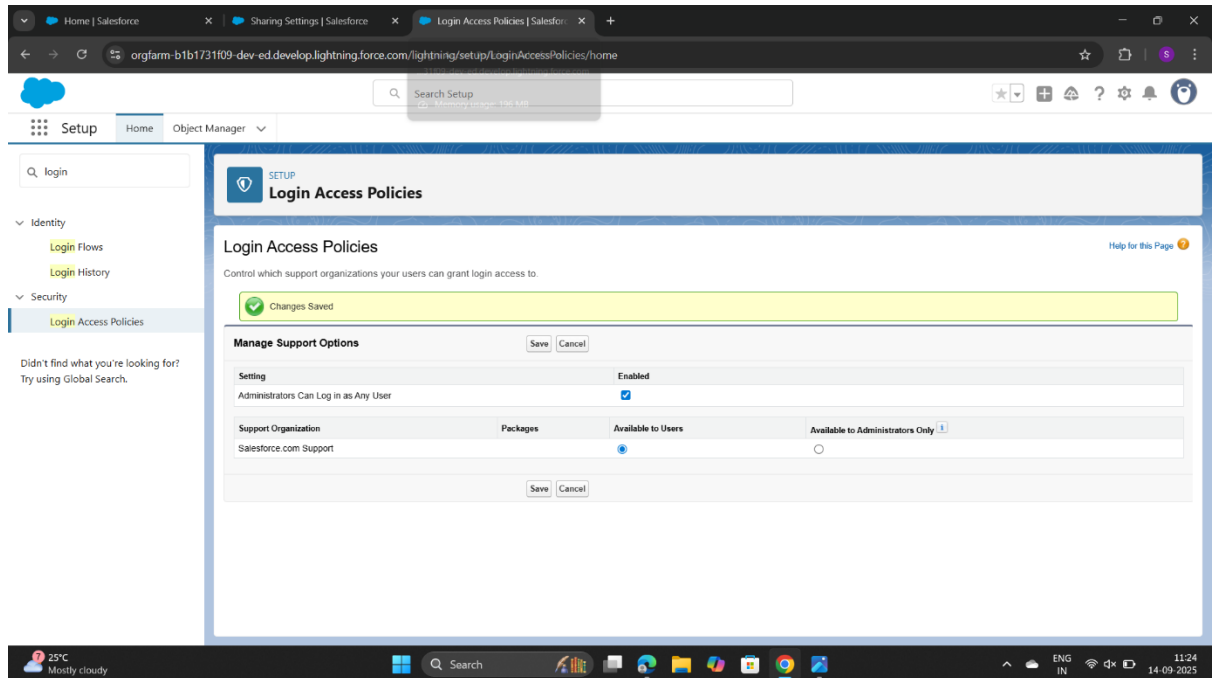 Home | Salesforce
Sharing Settings | Salesforce
Login Access Policies | Salesforc
orgfarm-b1b1731f09-dev-ed.develop.lightning.force.com/lightning/setup/LoginAccessPolicies/home
S
Search Setup
Memory usage: 196 MB
Setup
Home
Object Manager
login
SETUP
Login Access Policies
Identity
Login Flows
Login History
Security
Login Access Policies
Didn't find what you're looking for?
Try using Global Search.
Login Access Policies
Help for this Page
Control which support organizations your users can grant login access to.
Changes Saved
Manage Support Options
Save Cancel
Setting Enabled
Administrators Can Log in as Any User
Support Organization Packages Available to Users Available to Administrators Only i
Salesforce.com Support
Save Cancel
7
25°C
Mostly cloudy
Search
ENG
IN
11:24
14-09-2025